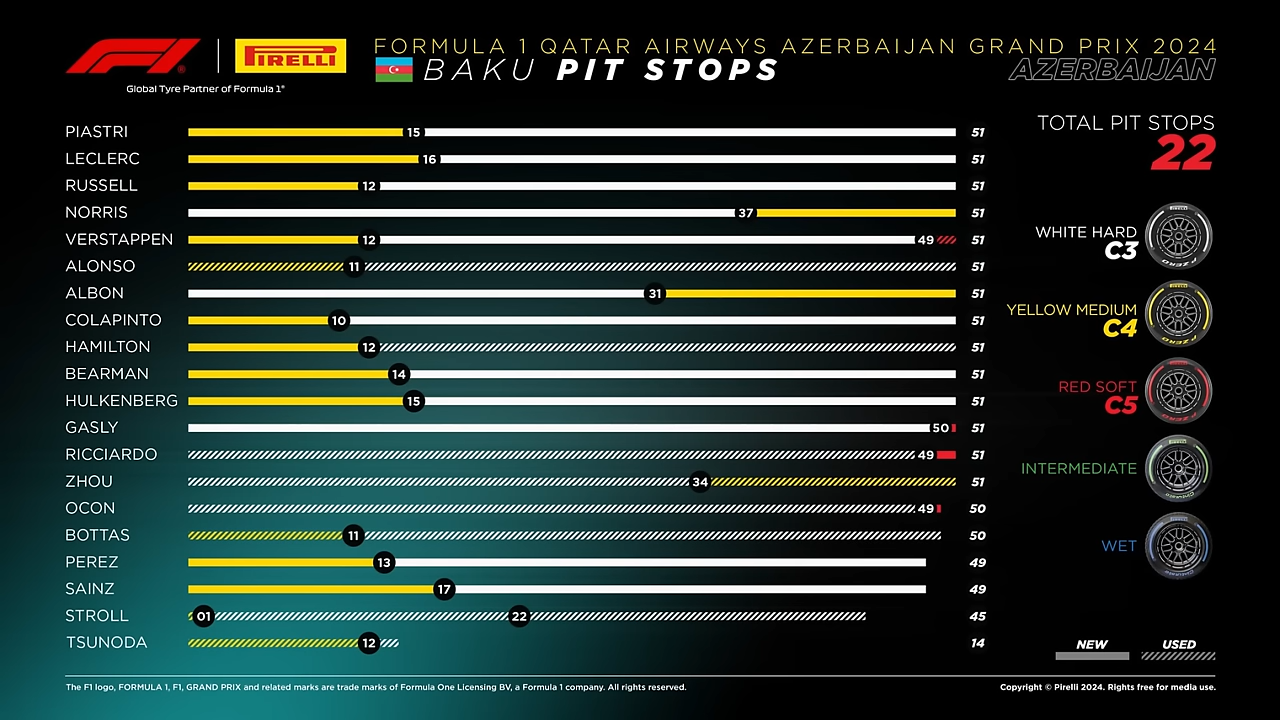 F1®
PIRELLI
Global Tyre Partner of Formula 1®
FORMULA 1 QATAR AIRWAYS AZERBAIJAN GRAND PRIX 2024
BAKU PIT STOPS
AZERBAIJAN
PIASTRI 15 51
LECLERC 16 51
RUSSELL 12 51
NORRIS 37 51
VERSTAPPEN 12 49 51
ALONSO 11 51
ALBON 31 51
COLAPINTO 10 51
HAMILTON 12 51
BEARMAN 14 51
HULKENBERG 15 51
GASLY 50 51
RICCIARDO 49 51
ZHOU 34 51
OCON 49 50
BOTTAS 11 50
PEREZ 13 49
SAINZ 17 49
STROLL 01 22 45
TSUNODA 12 14
TOTAL PIT STOPS
22
WHITE HARD
C3
YELLOW MEDIUM
C4
RED SOFT
C5
INTERMEDIATE
WET
NEW USED
The F1 logo, FORMULA 1, F1, GRAND PRIX and related marks are trade marks of Formula One Licensing BV, a Formula 1 company. All rights reserved.
Copyright © Pirelli 2024. Rights free for media use.